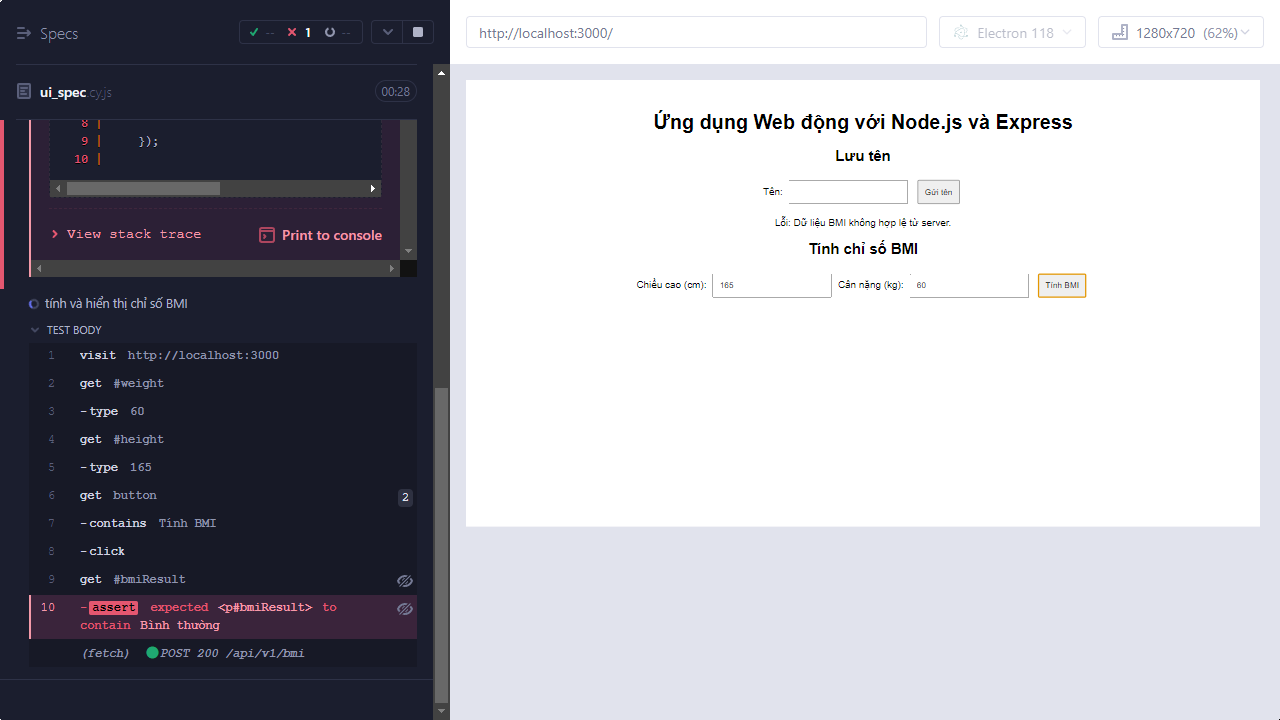 Specs
-- 1 --
http://localhost:3000/
Electron 118
1280x720 (62%)
ui_spec.cy.js
00:28
8 |
9 | });
10 |
View stack trace
Print to console
tính và hiển thị chỉ số BMI
TEST BODY
1 visit http://localhost:3000
2 get #weight
3 -type 60
4 get #height
5 -type 165
6 get button 2
7 -contains Tính BMI
8 -click
9 get #bmiResult
10 -assert expected <p#bmiResult> to
contain Bình thường
(fetch) POST 200 /api/v1/bmi
Ứng dụng Web động với Node.js và Express
Lưu tên
Tên: Gửi tên
Lỗi: Dữ liệu BMI không hợp lệ từ server.
Tính chỉ số BMI
Chiều cao (cm): 165 Cân nặng (kg): 60 Tính BMI